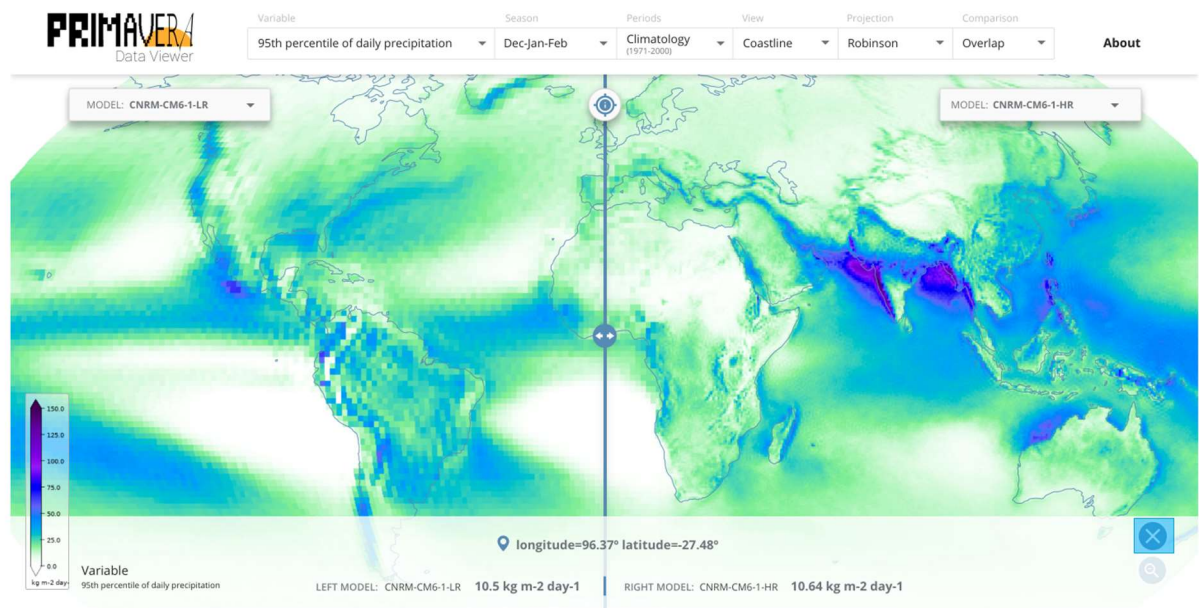 PRIMAVERA
Data Viewer
Variable
95th percentile of daily precipitation
Season
Dec-Jan-Feb
Periods
Climatology
(1971-2000)
View
Coastline
Projection
Robinson
Comparison
Overlap
About
MODEL: CNRM-CM6-1-LR
MODEL: CNRM-CM6-1-HR
150.0
125.0
100.0
75.0
50.0
25.0
0.0
kg m-2 day-
Variable
95th percentile of daily precipitation
longitude=96.37º latitude=-27.48º
LEFT MODEL: CNRM-CM6-1-LR 10.5 kg m-2 day-1
RIGHT MODEL: CNRM-CM6-1-HR 10.64 kg m-2 day-1